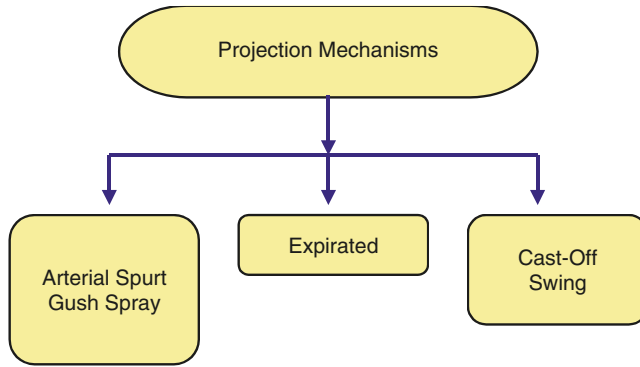 Projection Mechanisms
Arterial Spurt
Gush Spray
Expirated
Cast-Off
Swing